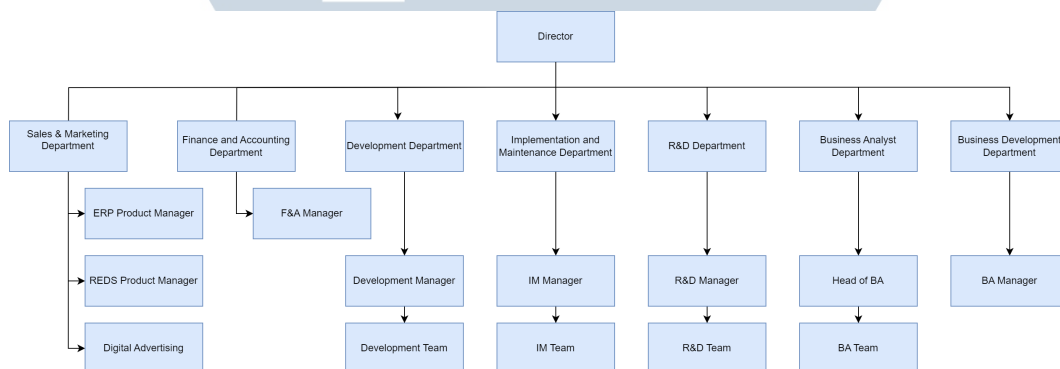 Director
Sales & Marketing
Department
Finance and Accounting
Department
Development Department
Implementation and
Maintenance Department
R&D Department
Business Analyst
Department
Business Development
Department
ERP Product Manager
F&A Manager
REDS Product Manager
Development Manager
IM Manager
R&D Manager
Head of BA
BA Manager
Digital Advertising
Development Team
IM Team
R&D Team
BA Team